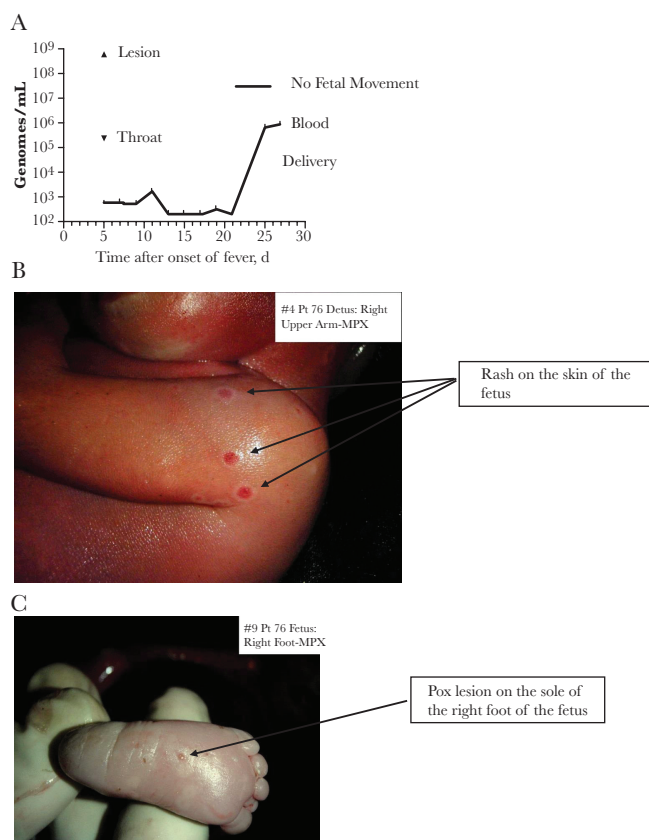 A
Genomes/mL
10⁹
10⁸
10⁷
10⁶
10⁵
10⁴
10³
10²
Lesion
No Fetal Movement
Blood
Throat
Delivery
0 5 10 15 20 25 30
Time after onset of fever, d
B
#4 Pt 76 Detus: Right
Upper Arm-MPX
Rash on the skin of the
fetus
C
#9 Pt 76 Fetus:
Right Foot-MPX
Pox lesion on the sole of
the right foot of the fetus